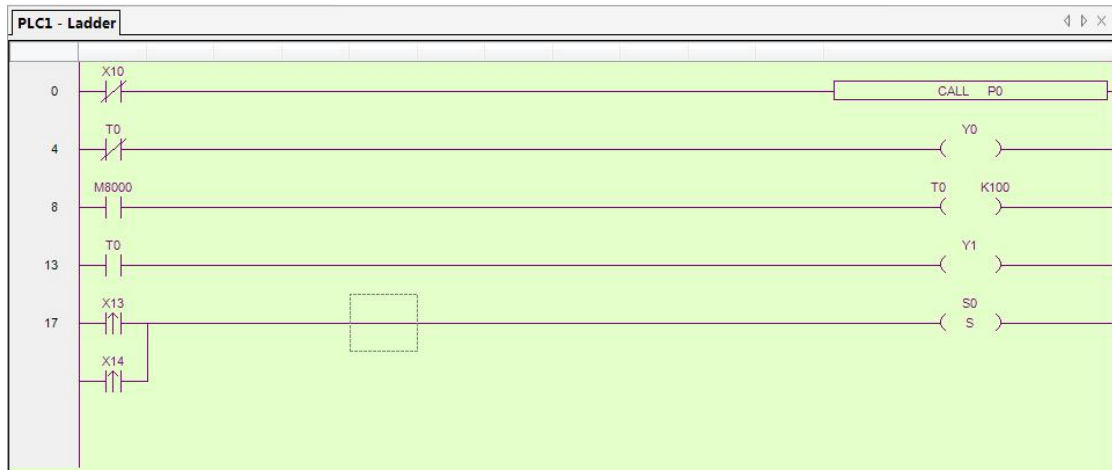 PLC1 - Ladder
X10
0 CALL P0
T0 Y0
4
M8000 T0 K100
8
T0 Y1
13
X13 S0
17 S
X14